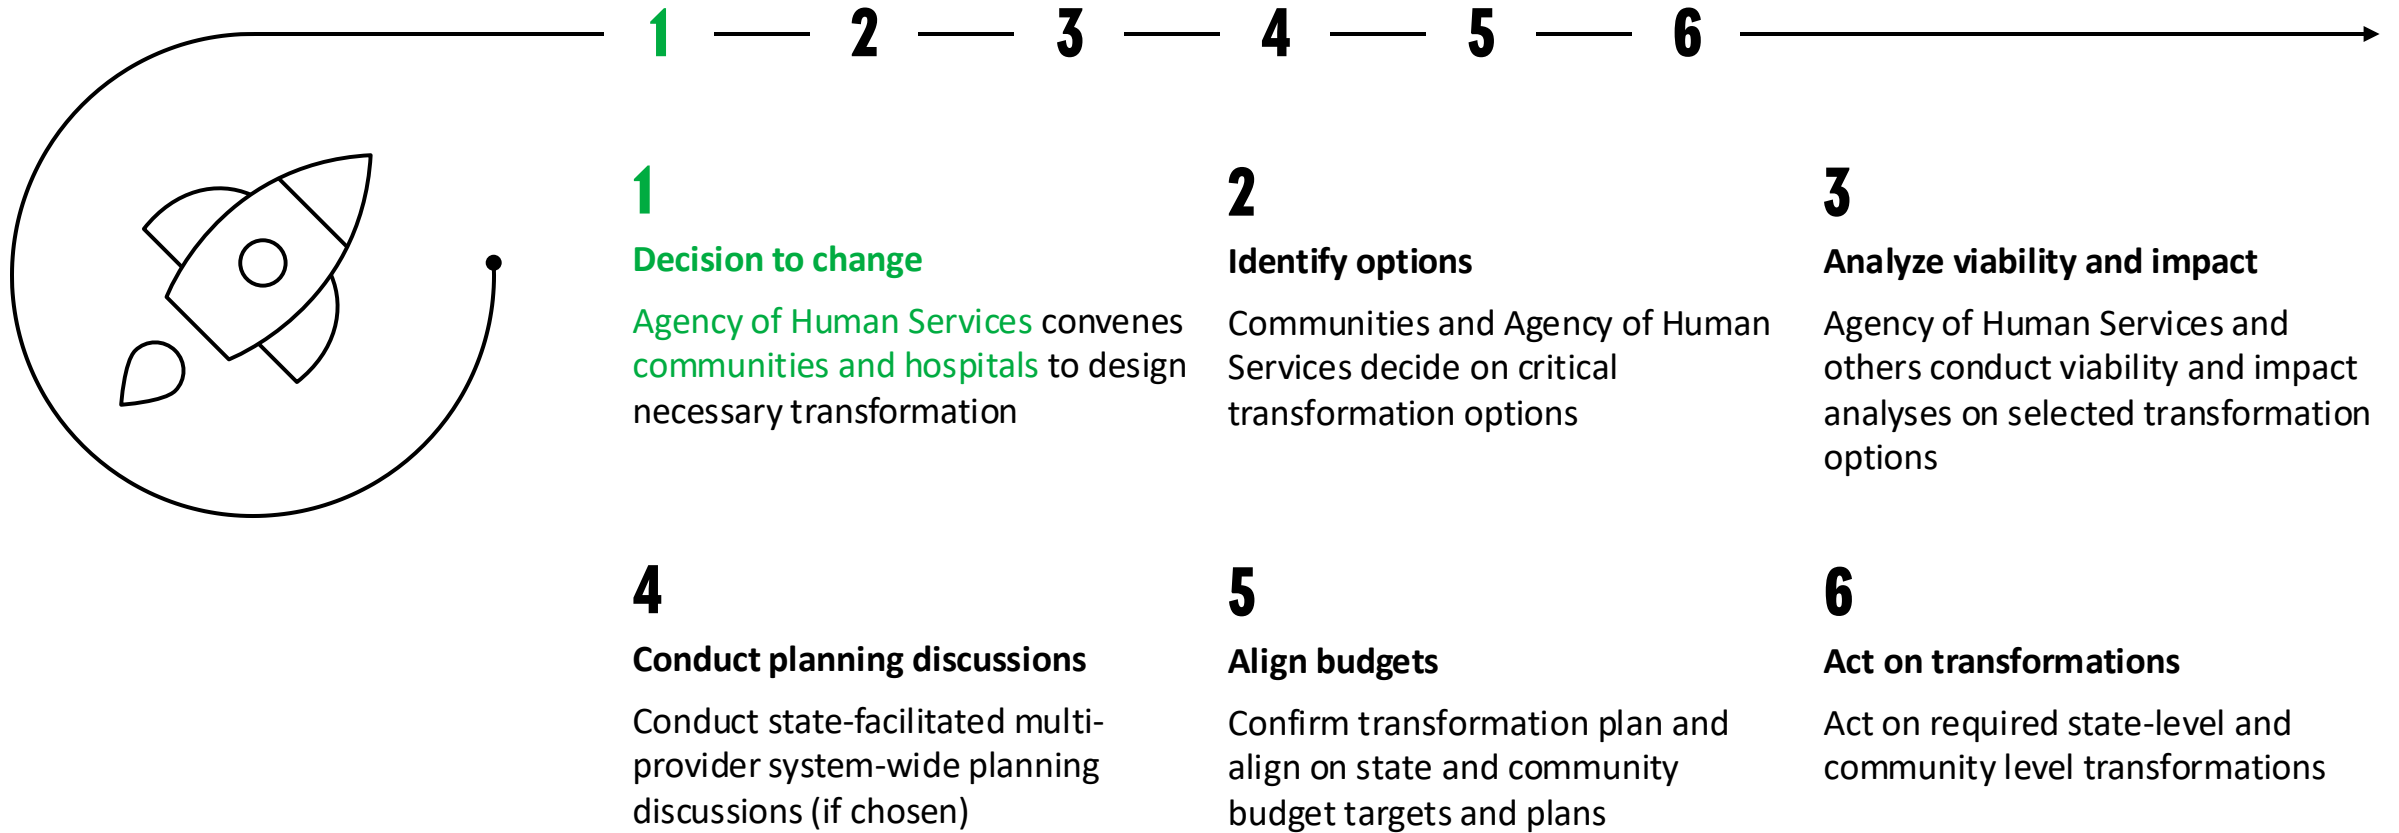 1 2 3 4 5 6
1
Decision to change
Agency of Human Services convenes
communities and hospitals to design
necessary transformation
2
Identify options
Communities and Agency of Human
Services decide on critical
transformation options
3
Analyze viability and impact
Agency of Human Services and
others conduct viability and impact
analyses on selected transformation
options
4
Conduct planning discussions
Conduct state-facilitated multi-
provider system-wide planning
discussions (if chosen)
5
Align budgets
Confirm transformation plan and
align on state and community
budget targets and plans
6
Act on transformations
Act on required state-level and
community level transformations